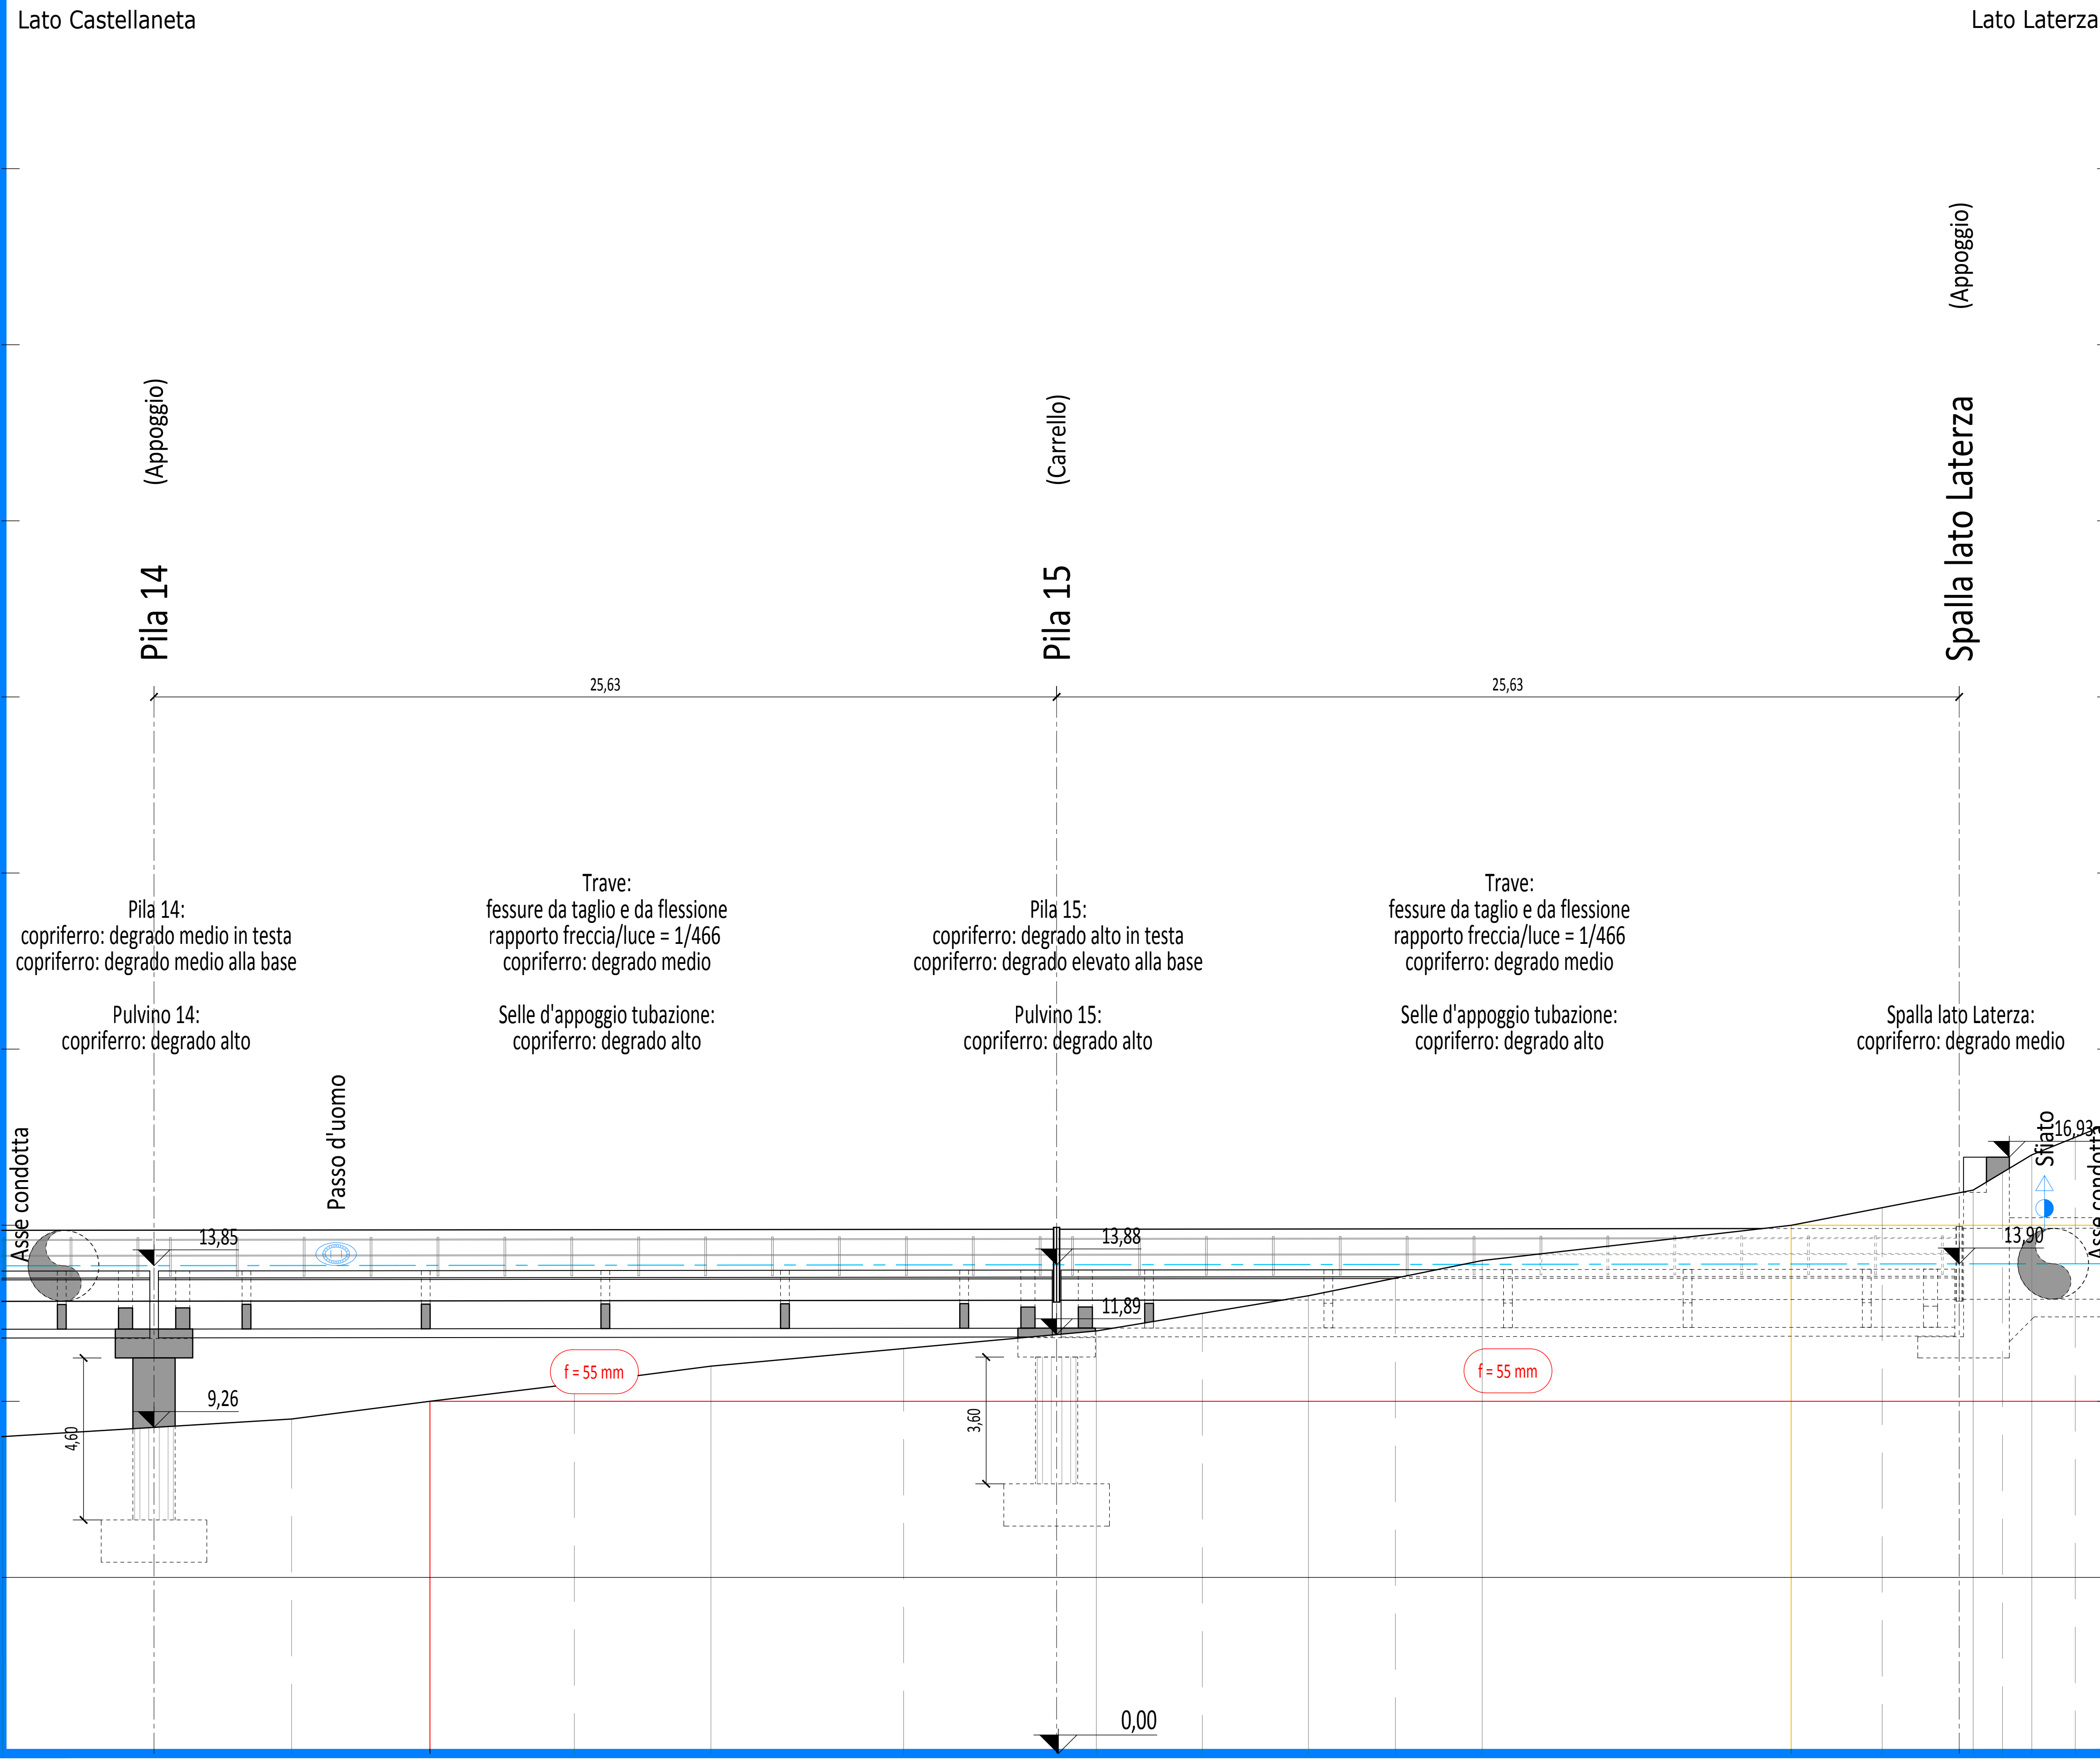 Lato Castellaneta
Lato Laterza
(Appoggio)
(Appoggio)
(Carrello)
Pila 14
Pila 15
Spalla lato Laterza
25,63
25,63
Pila 14:
copriferro: degrado medio in testa
copriferro: degrado medio alla base
Pulvino 14:
copriferro: degrado alto
Trave:
fessure da taglio e da flessione
rapporto freccia/luce = 1/466
copriferro: degrado medio
Selle d'appoggio tubazione:
copriferro: degrado alto
Pila 15:
copriferro: degrado alto in testa
copriferro: degrado elevato alla base
Pulvino 15:
copriferro: degrado alto
Trave:
fessure da taglio e da flessione
rapporto freccia/luce = 1/466
copriferro: degrado medio
Selle d'appoggio tubazione:
copriferro: degrado alto
Spalla lato Laterza:
copriferro: degrado medio
Asse condotta
Passo d'uomo
Sfiato
16,93
Asse condotta
13,85
13,88
13,90
11,89
f = 55 mm
f = 55 mm
9,26
4,60
3,60
0,00